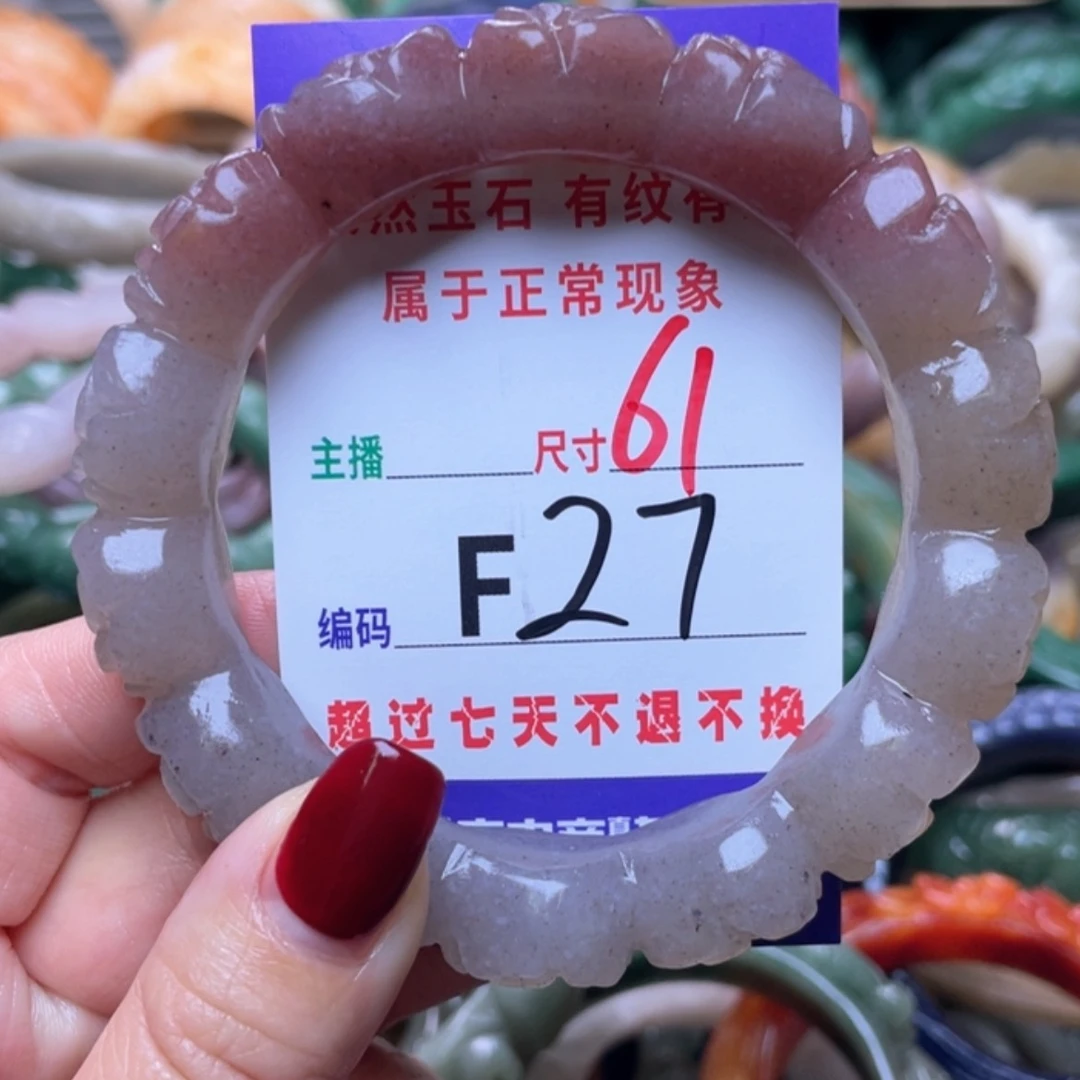 然玉石 有纹有
属于正常现象
主播 尺寸 61
编码 F27
超过七天不退不换